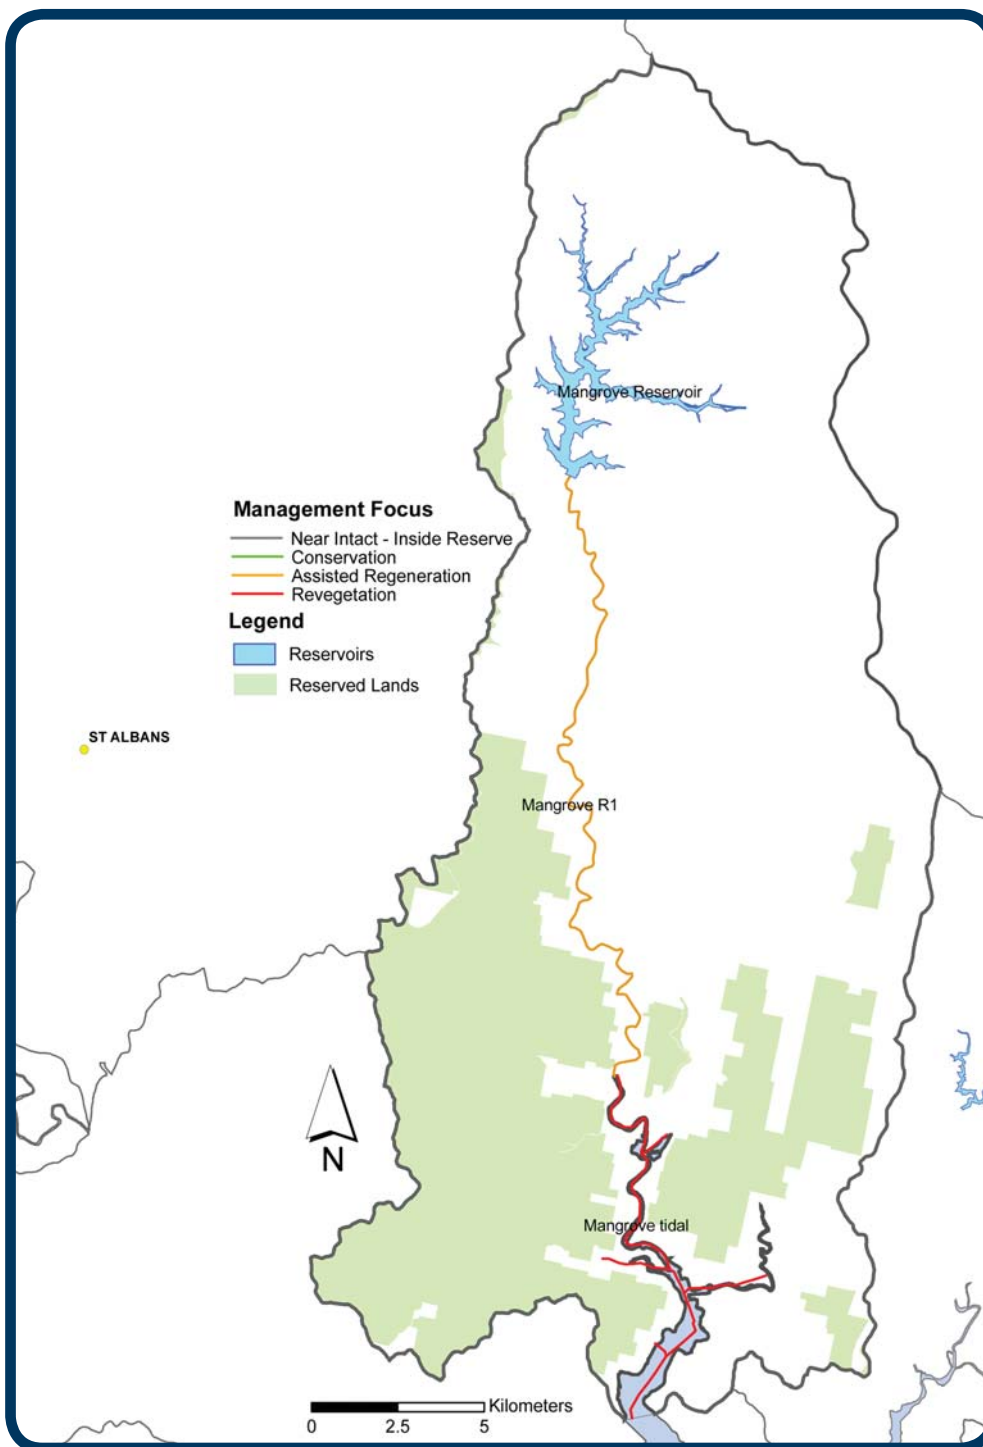 Mangrove Reservoir
Management Focus
Near Intact - Inside Reserve
Conservation
Assisted Regeneration
Revegetation
Legend
Reservoirs
Reserved Lands
ST ALBANS
Mangrove R1
N
Mangrove tidal
Kilometers
0 2.5 5